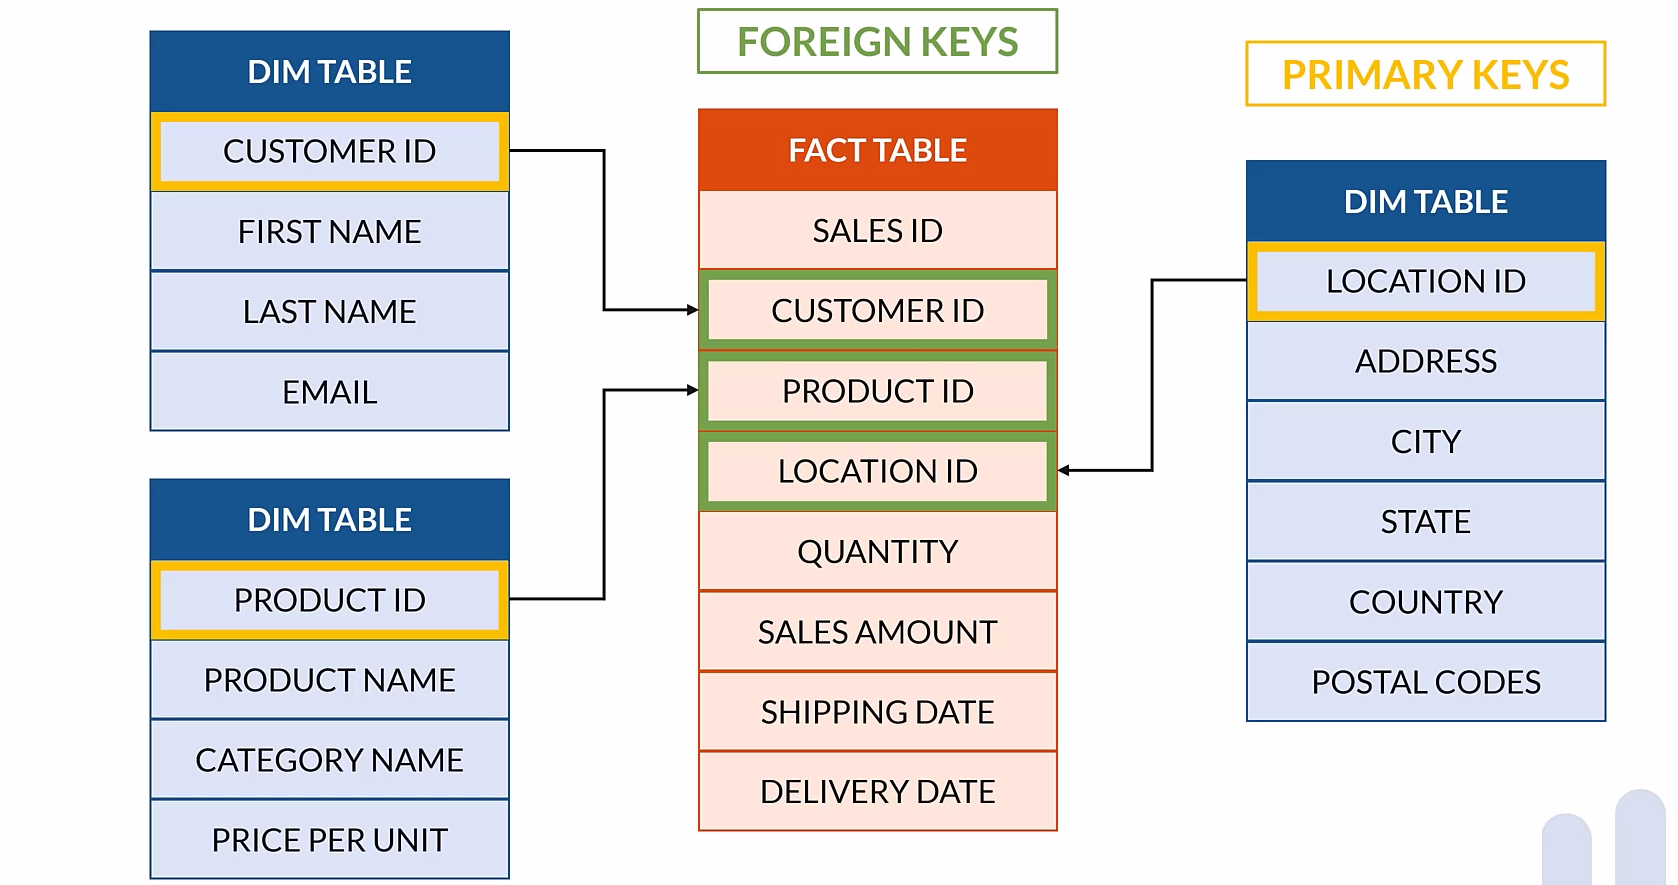 DIM TABLE
CUSTOMER ID
FIRST NAME
LAST NAME
EMAIL
DIM TABLE
PRODUCT ID
PRODUCT NAME
CATEGORY NAME
PRICE PER UNIT
FOREIGN KEYS
FACT TABLE
SALES ID
CUSTOMER ID
PRODUCT ID
LOCATION ID
QUANTITY
SALES AMOUNT
SHIPPING DATE
DELIVERY DATE
PRIMARY KEYS
DIM TABLE
LOCATION ID
ADDRESS
CITY
STATE
COUNTRY
POSTAL CODES